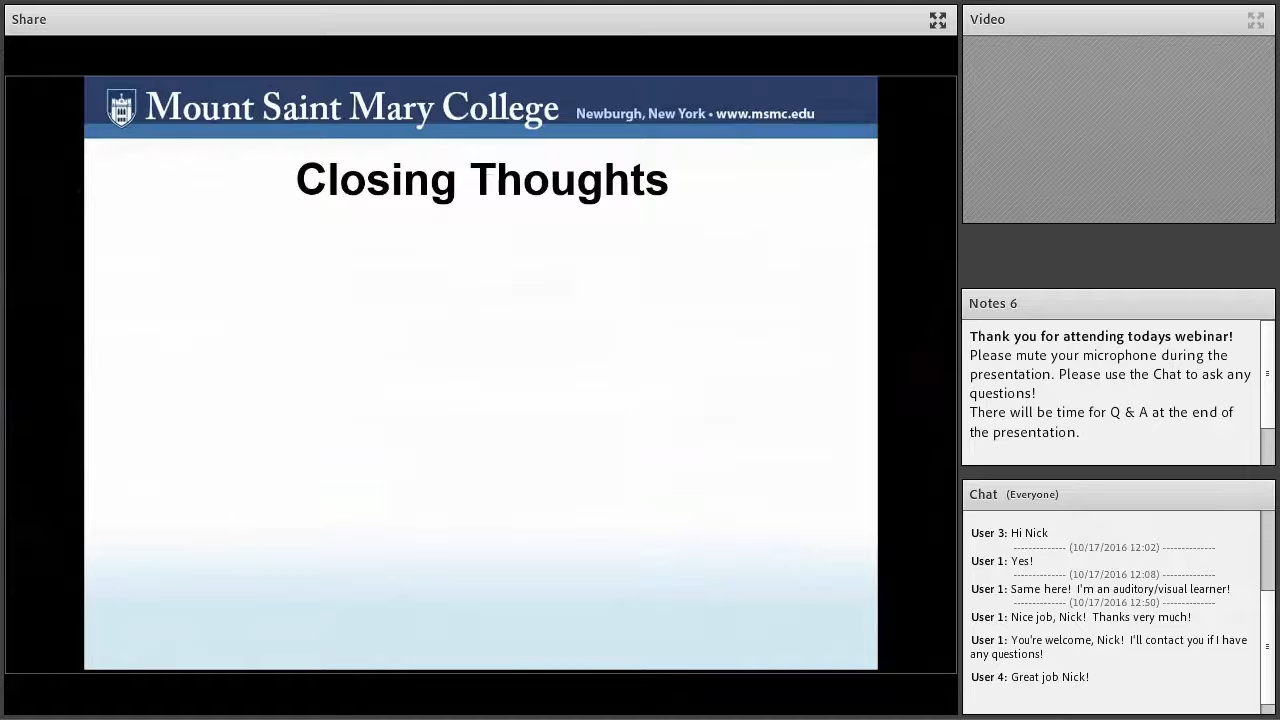 Share
Mount Saint Mary College Newburgh, New York • www.msmc.edu
Closing Thoughts
Video
Notes 6
Thank you for attending todays webinar!
Please mute your microphone during the
presentation. Please use the Chat to ask any
questions!
There will be time for Q & A at the end of
the presentation.
Chat (Everyone)
User 3: Hi Nick
-------------- (10/17/2016 12:02) --------------
User 1: Yes!
-------------- (10/17/2016 12:08) --------------
User 1: Same here! I'm an auditory/visual learner!
-------------- (10/17/2016 12:50) --------------
User 1: Nice job, Nick! Thanks very much!
User 1: You're welcome, Nick! I'll contact you if I have
any questions!
User 4: Great job Nick!